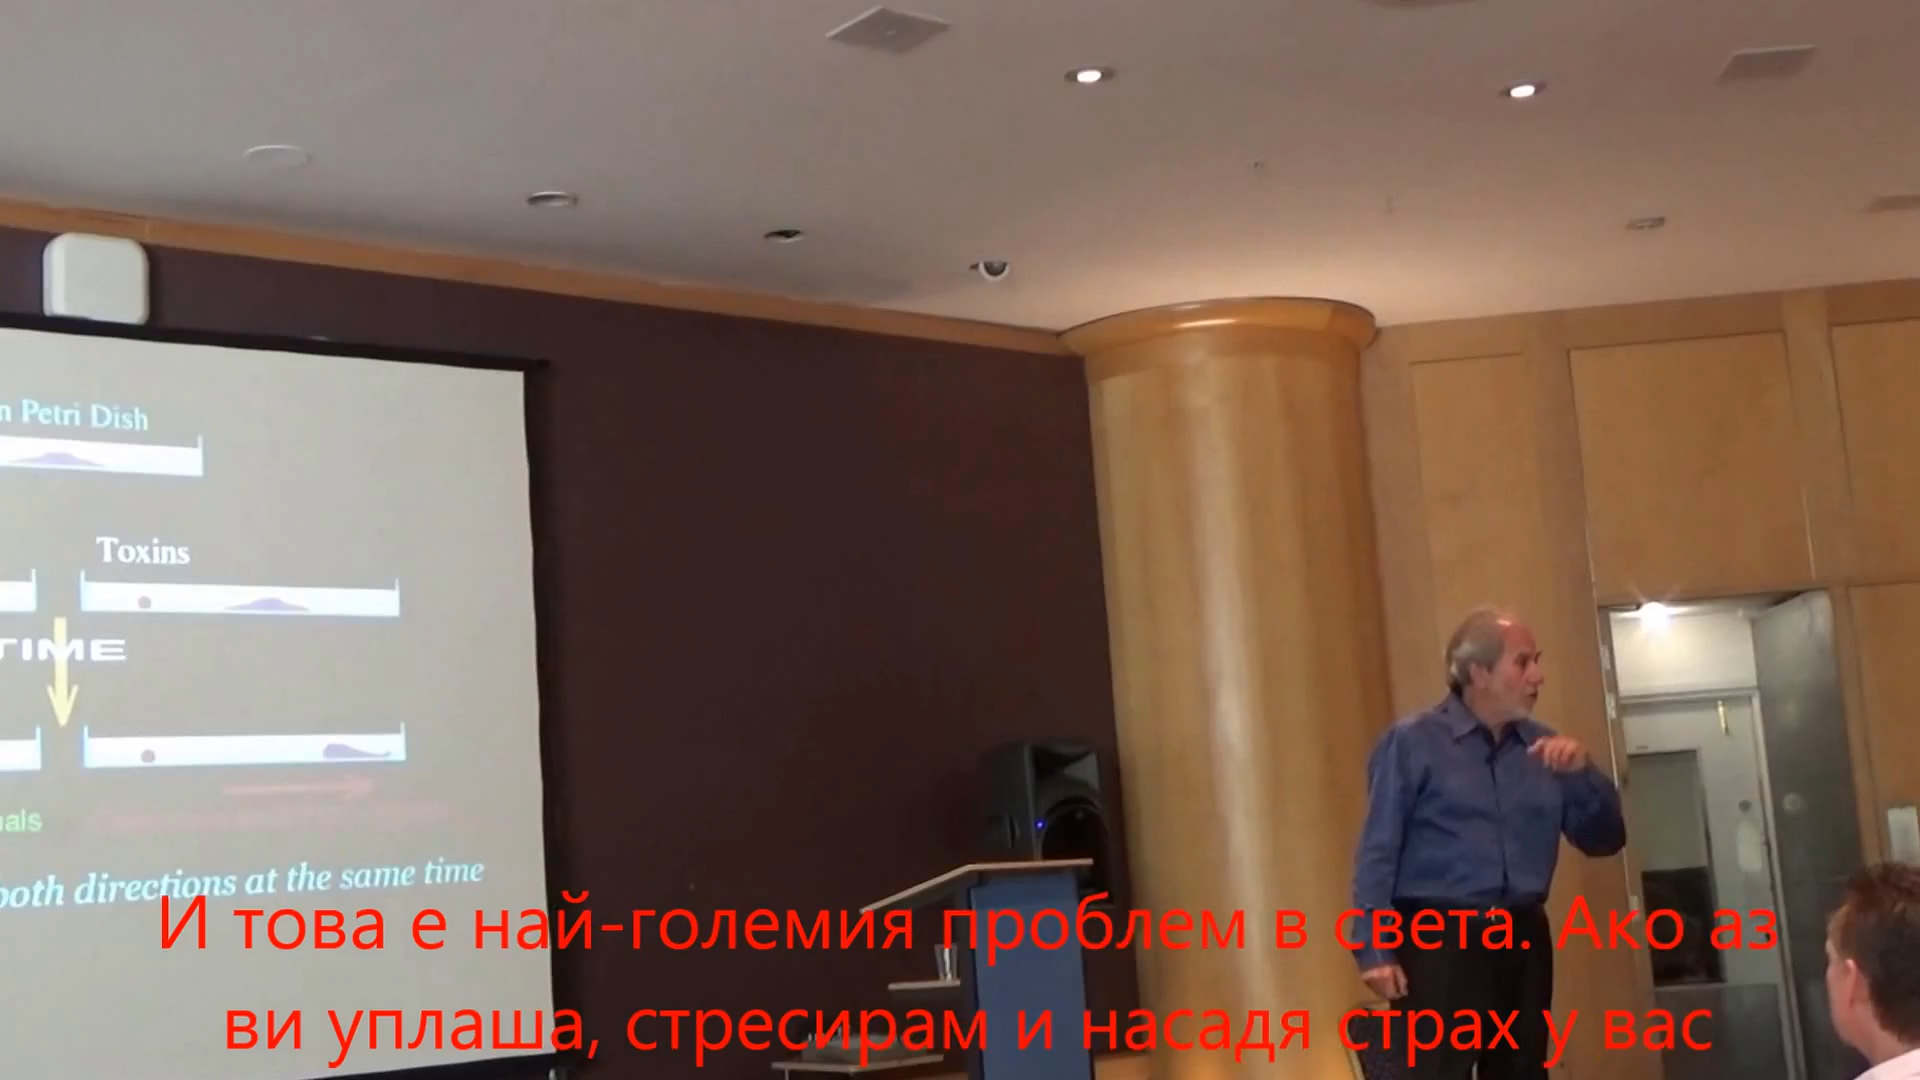 n Petri Dish
Toxins
TIME
nals
both directions at the same time
И това е най-големия проблем в света. Ако аз
ви уплаша, стресирам и насадя страх у вас